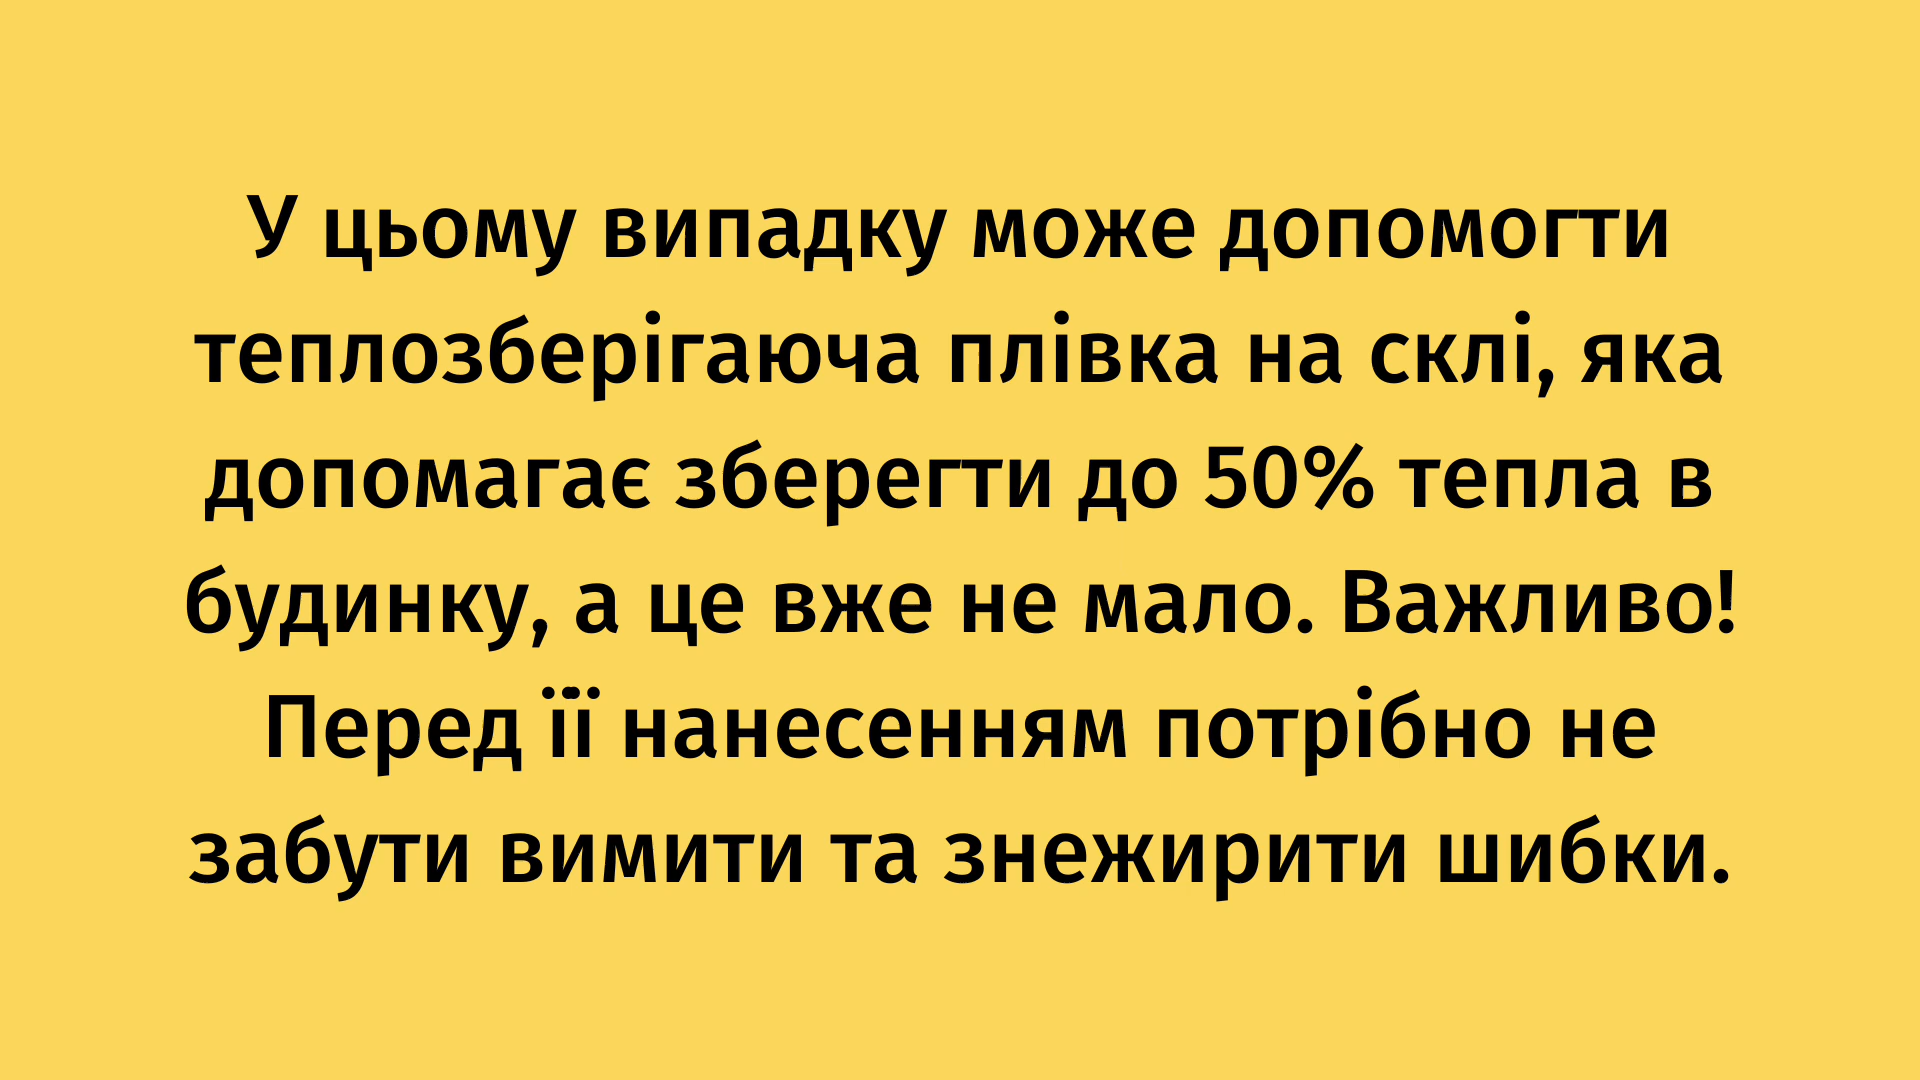 У цьому випадку може допомогти
теплозберігаюча плівка на склі, яка
допомагає зберегти до 50% тепла в
будинку, а це вже не мало. Важливо!
Перед її нанесенням потрібно не
забути вимити та знежирити шибки.